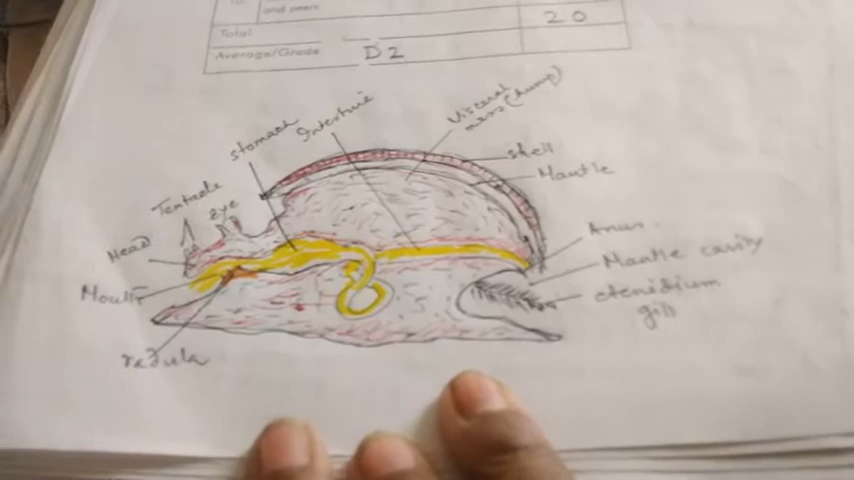 and peers
Total 20
Average/Grade D2
Visceral
mass (hump)
Intestine
stomach
shell
Mantle
Tentacle
Eye
Head
Anus
Mantle cavity
Mouth
ctenidium
gill
radula